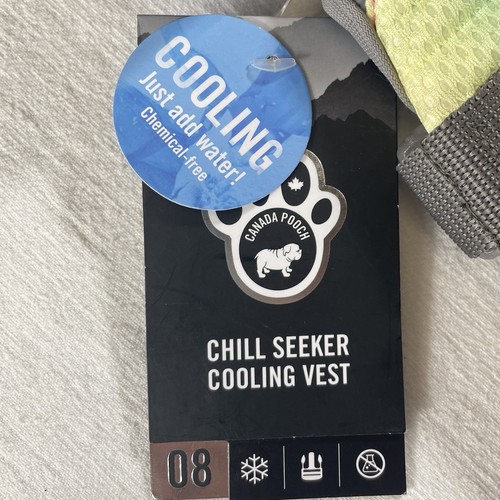 COOLING
Just add water!
Chemical-free
CANADA POOCH
CHILL SEEKER
COOLING VEST
08